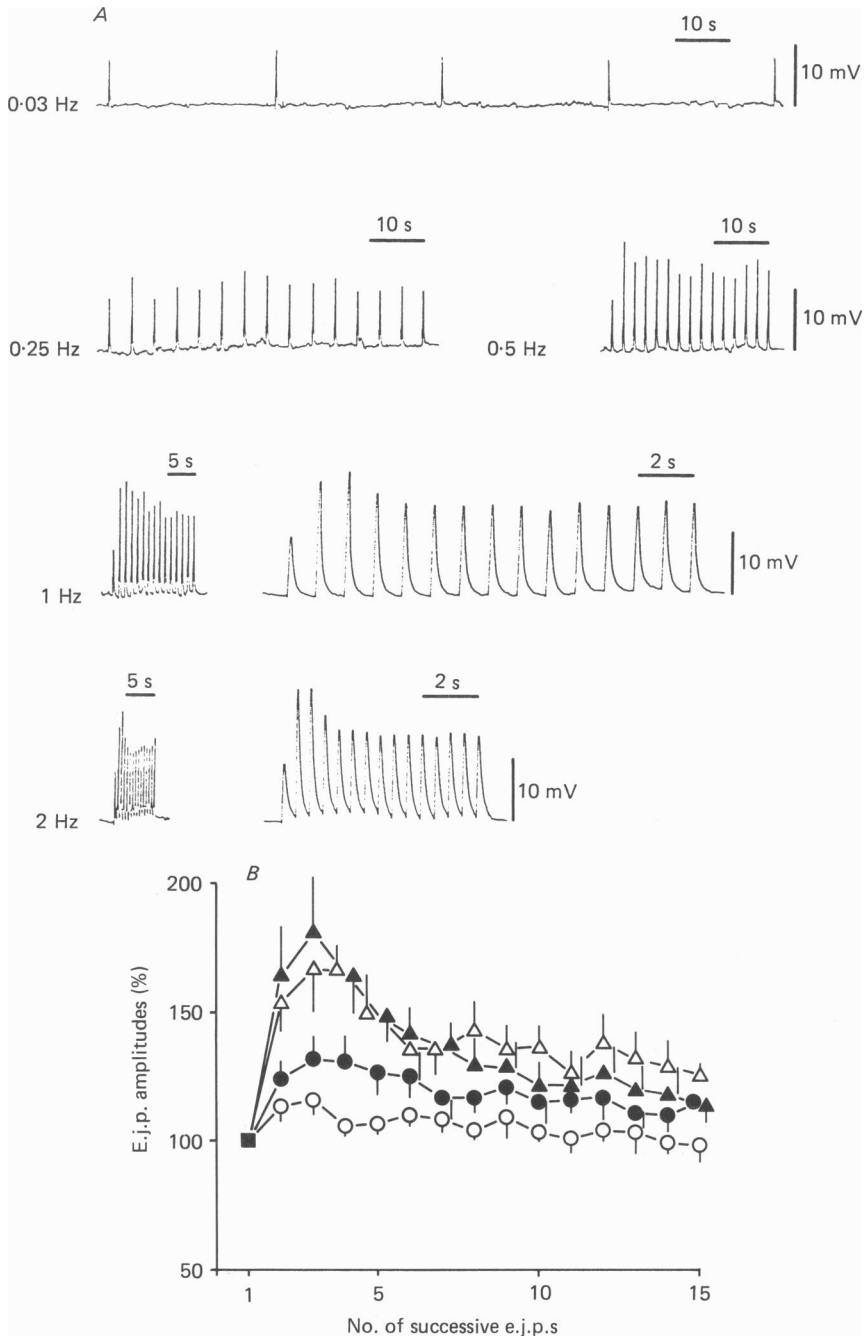 A
10 s
10 mV
0·03 Hz
10 s
10 s
10 mV
0·25 Hz
0·5 Hz
5 s
2 s
10 mV
1 Hz
5 s
2 s
10 mV
2 Hz
B
200
150
100
50
E.j.p. amplitudes (%)
1
5
10
15
No. of successive e.j.p.s